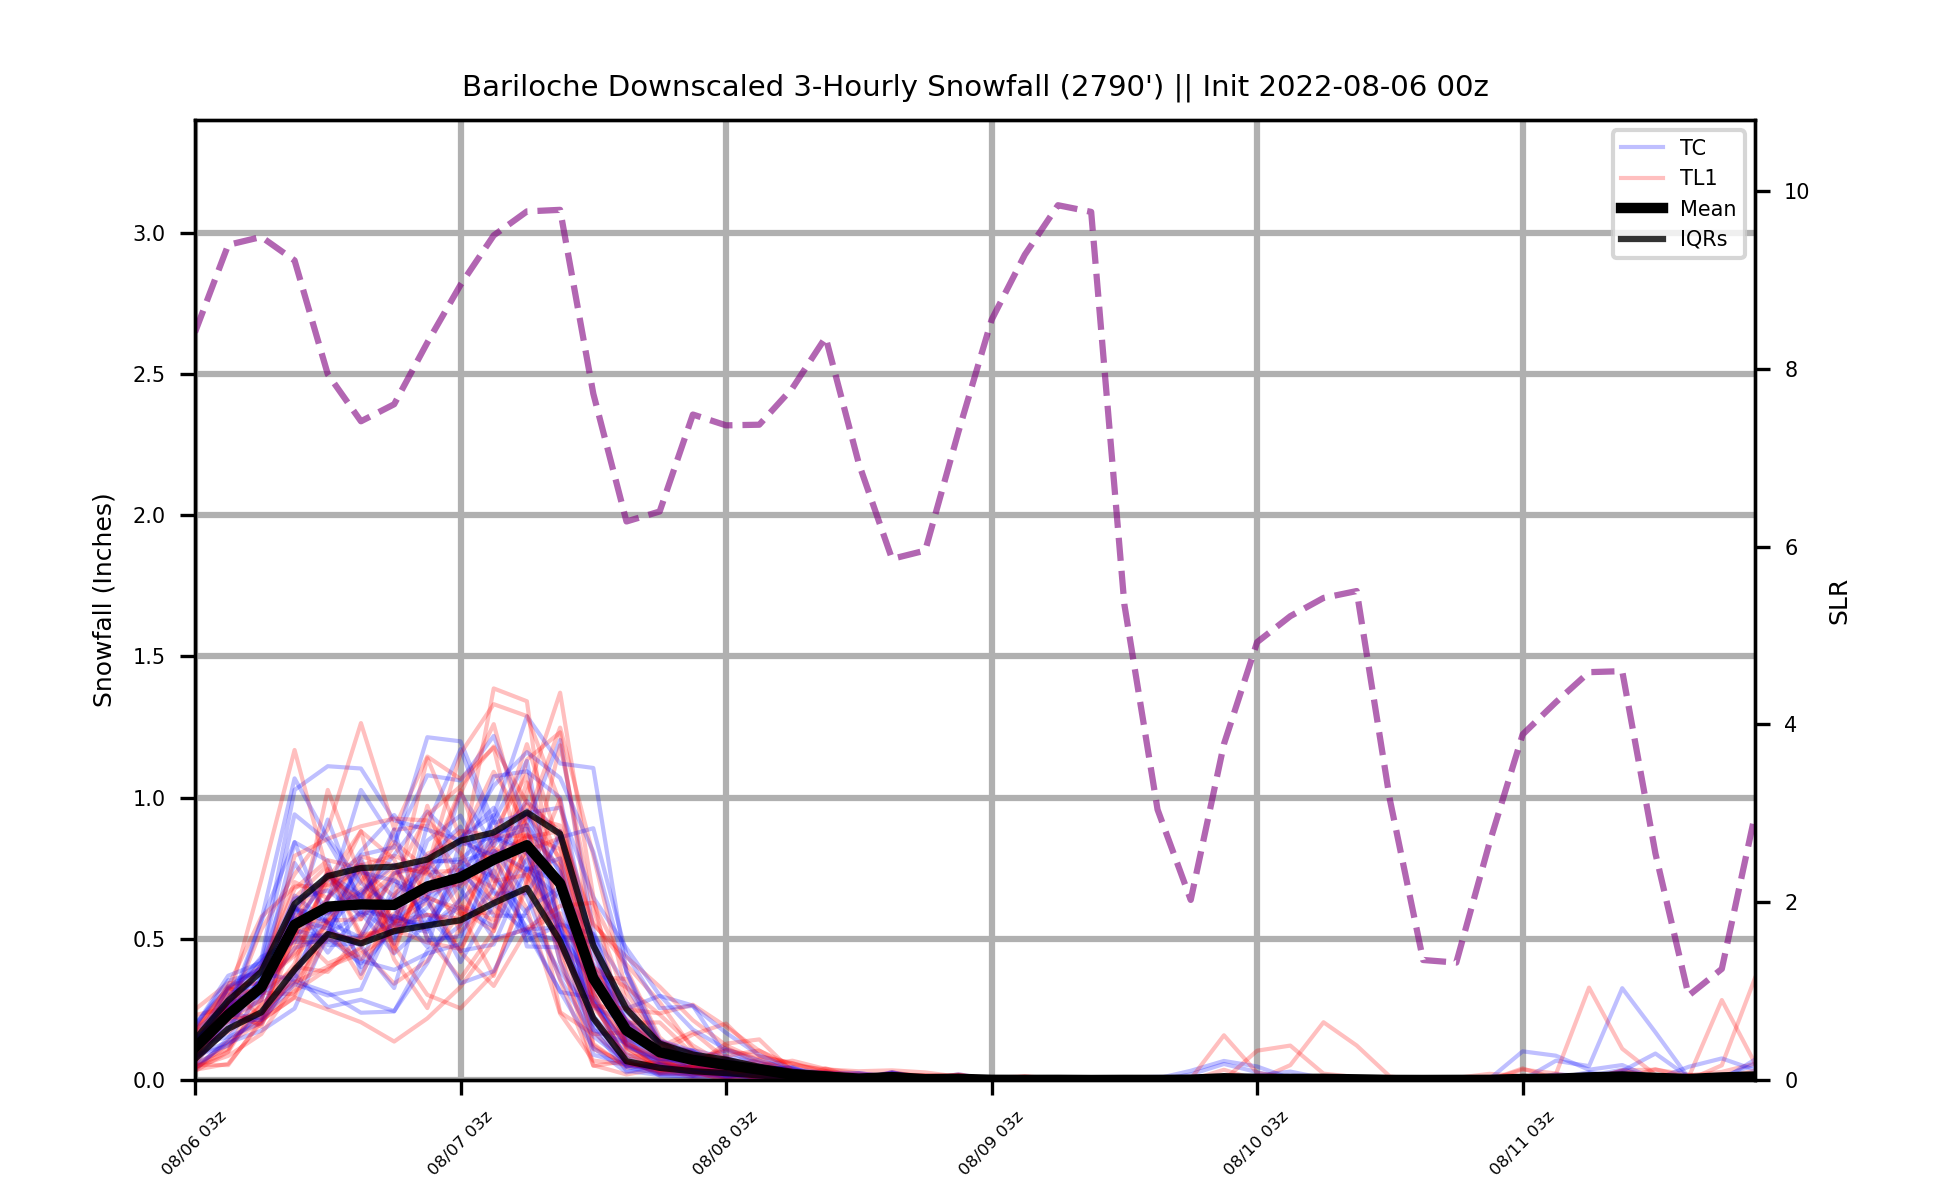 Bariloche Downscaled 3-Hourly Snowfall (2790') || Init 2022-08-06 00z
TC
TL1
Mean
IQRs
Snowfall (Inches)
3.0
2.5
2.0
1.5
1.0
0.5
0.0
10
8
6
4
2
0
SLR
08/06 03z
08/07 03z
08/08 03z
08/09 03z
08/10 03z
08/11 03z